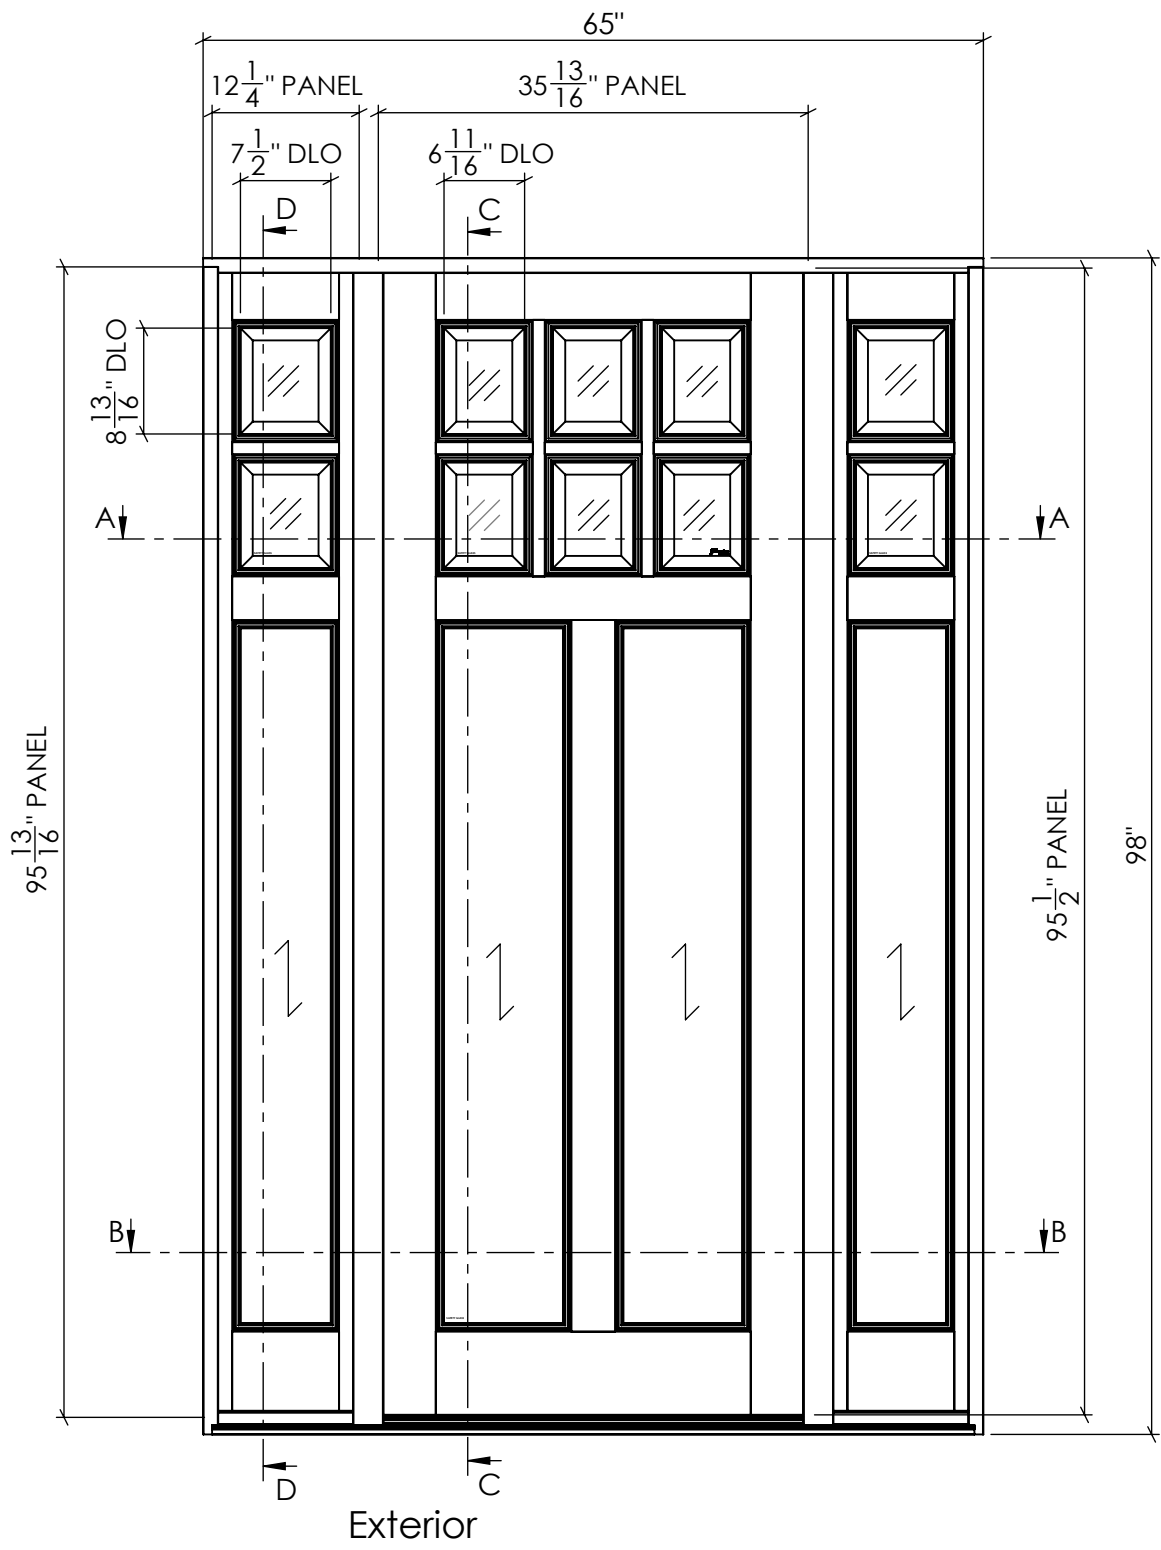 65"
12 1/4" PANEL
35 13/16" PANEL
7 1/2" DLO
6 11/16" DLO
D
C
8 13/16" DLO
A
A
95 13/16" PANEL
95 1/2" PANEL
98"
B
B
D
C
Exterior